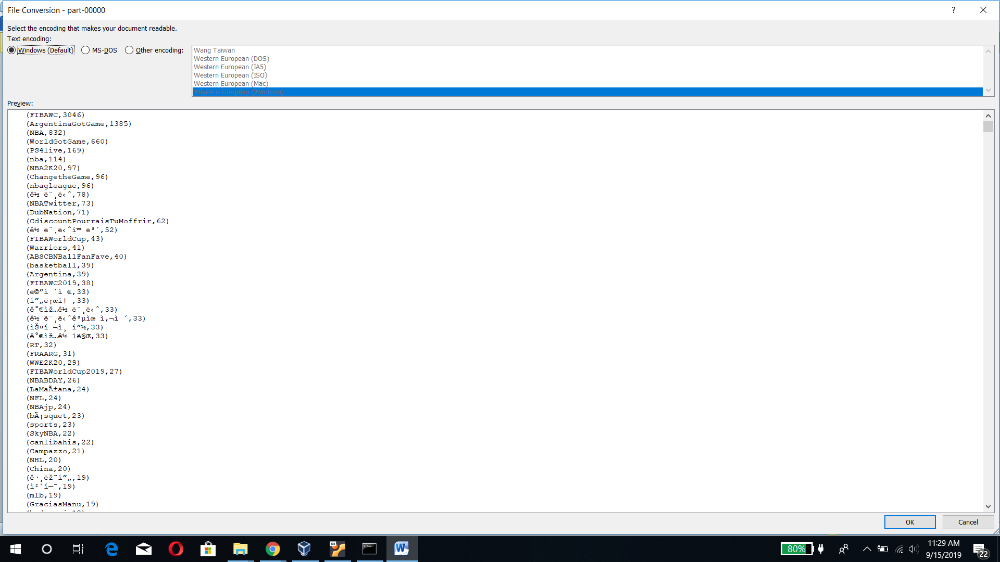 File Conversion - part-00000
Select the encoding that makes your document readable.
Text encoding:
Windows (Default) MS-DOS Other encoding:
Wang Taiwan
Western European (DOS)
Western European (IA5)
Western European (ISO)
Western European (Mac)
Western European (Windows)
Preview:
(FIBAWC,3046)
(ArgentinaGotGame,1385)
(NBA,832)
(WorldGotGame,660)
(PS4live,169)
(nba,114)
(NBA2K20,97)
(ChangetheGame,96)
(nbagleague,96)
(ê½ ë¨¸ë‹ˆ,78)
(NBATwitter,73)
(DubNation,71)
(CdiscountPourraisTuMoffrir,62)
(ê½ ë¨¸ë‹ˆí™ ëª´,52)
(FIBAWorldCup,43)
(Warriors,41)
(ABSCBNBallFanFave,40)
(basketball,39)
(Argentina,39)
(FIBAWC2019,38)
(ë©”ì ´ì €,33)
(í”„ë¡œí† ,33)
(ê°€ìž…ê½ ë¨¸ë‹ˆ,33)
(ê½ ë¨¸ë‹ˆêªµìœ ì‚¬ì ´,33)
(ìŠ¤í ¬ì¸ í”½,33)
(ê°€ìž…ê½ 1ë§Œ,33)
(RT,32)
(FRAARG,31)
(WWE2K20,29)
(FIBAWorldCup2019,27)
(NBABDAY,26)
(LaMaÃ±ana,24)
(NFL,24)
(NBAjp,24)
(bÃ¡squet,23)
(sports,23)
(SkyNBA,22)
(canlibahis,22)
(Campazzo,21)
(NHL,20)
(China,20)
(ê·¸ëž˜í”„,19)
(ì²´í—˜,19)
(mlb,19)
(GraciasManu,19)
OK Cancel
80%
11:29 AM
9/15/2019
22
64